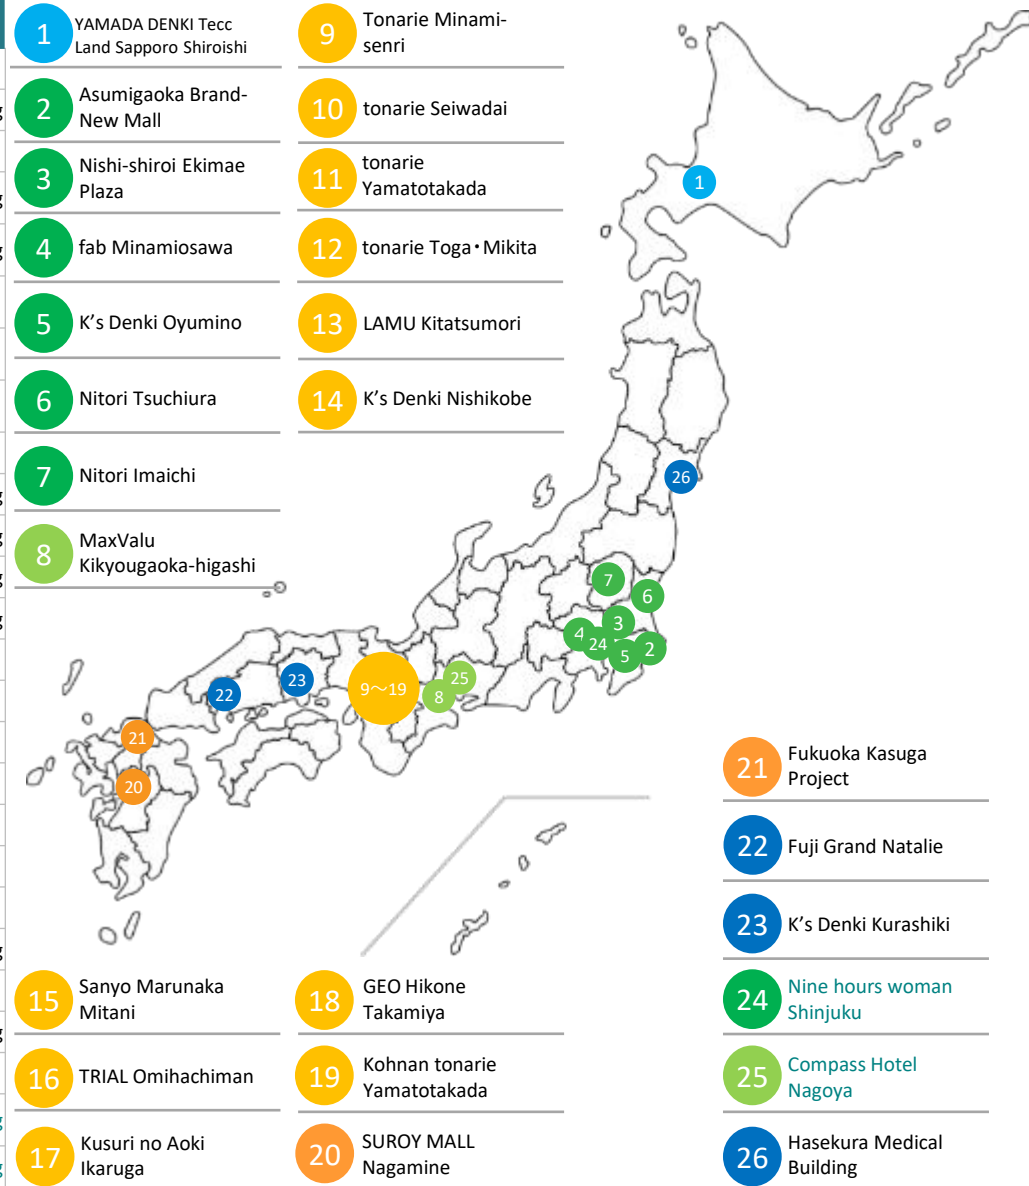 1
YAMADA DENKI Tecc
Land Sapporo Shiroishi
2
Asumigaoka Brand-
New Mall
3
Nishi-shiroi Ekimae
Plaza
4
fab Minamiosawa
5
K's Denki Oyumino
6
Nitori Tsuchiura
7
Nitori Imaichi
8
MaxValu
Kikyougaoka-higashi
9
Tonarie Minami-
senri
10
tonarie Seiwadai
11
tonarie
Yamatotakada
12
tonarie Toga・Mikita
13
LAMU Kitatsumori
14
K's Denki Nishikobe
1
26
7
6
3
4
24
2
5
25
8
9～19
23
22
21
20
15
Sanyo Marunaka
Mitani
16
TRIAL Omihachiman
17
Kusuri no Aoki
Ikaruga
18
GEO Hikone
Takamiya
19
Kohnan tonarie
Yamatotakada
20
SUROY MALL
Nagamine
21
Fukuoka Kasuga
Project
22
Fuji Grand Natalie
23
K's Denki Kurashiki
24
Nine hours woman
Shinjuku
25
Compass Hotel
Nagoya
26
Hasekura Medical
Building